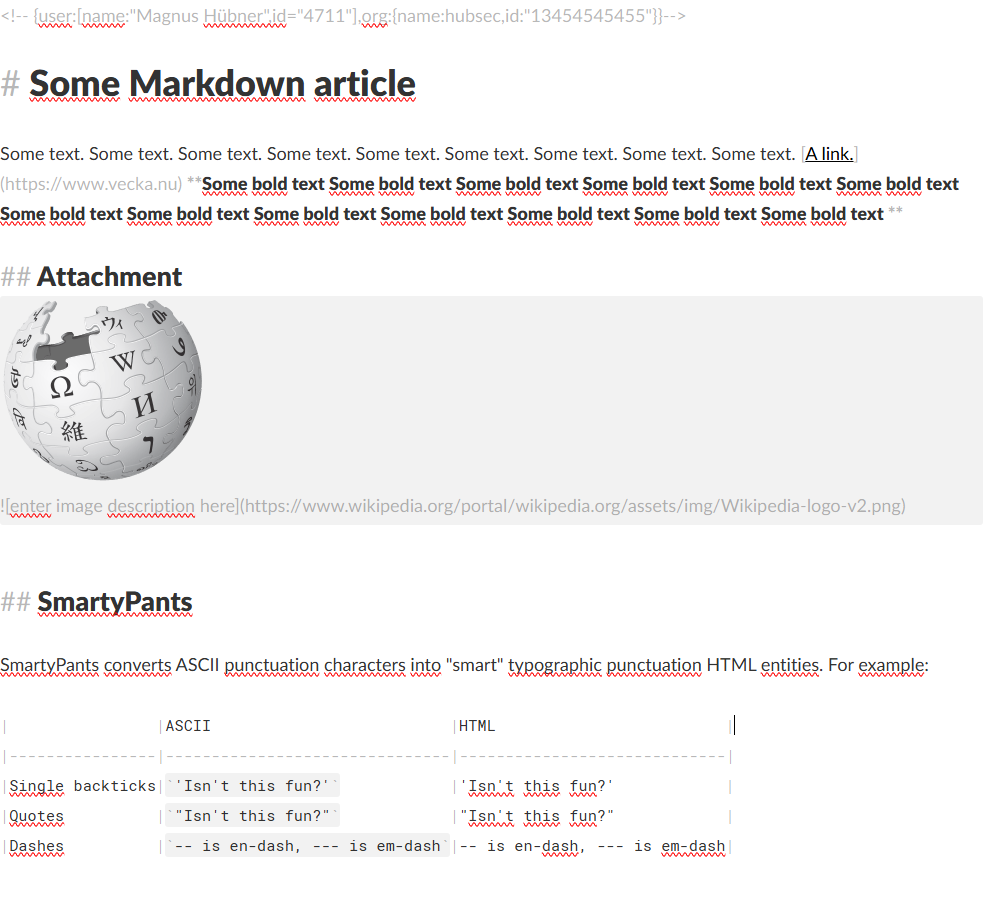 <!-- {user:[name:"Magnus Hübner",id="4711"],org:{name:hubsec,id:"13454545455"}}-->
# Some Markdown article
Some text. Some text. Some text. Some text. Some text. Some text. Some text. Some text. Some text. [A link.]
(https://www.vecka.nu) **Some bold text Some bold text Some bold text Some bold text Some bold text Some bold text
Some bold text Some bold text Some bold text Some bold text Some bold text Some bold text Some bold text **
## Attachment
ウィ
W
Ω
И
維
7
![enter image description here](https://www.wikipedia.org/portal/wikipedia.org/assets/img/Wikipedia-logo-v2.png)
## SmartyPants
SmartyPants converts ASCII punctuation characters into "smart" typographic punctuation HTML entities. For example:
|                |ASCII                          |HTML                         |
|----------------|-------------------------------|-----------------------------|
|Single backticks|`'Isn't this fun?'`            |'Isn't this fun?'            |
|Quotes          |`"Isn't this fun?"`            |"Isn't this fun?"            |
|Dashes          |`-- is en-dash, --- is em-dash`|-- is en-dash, --- is em-dash|